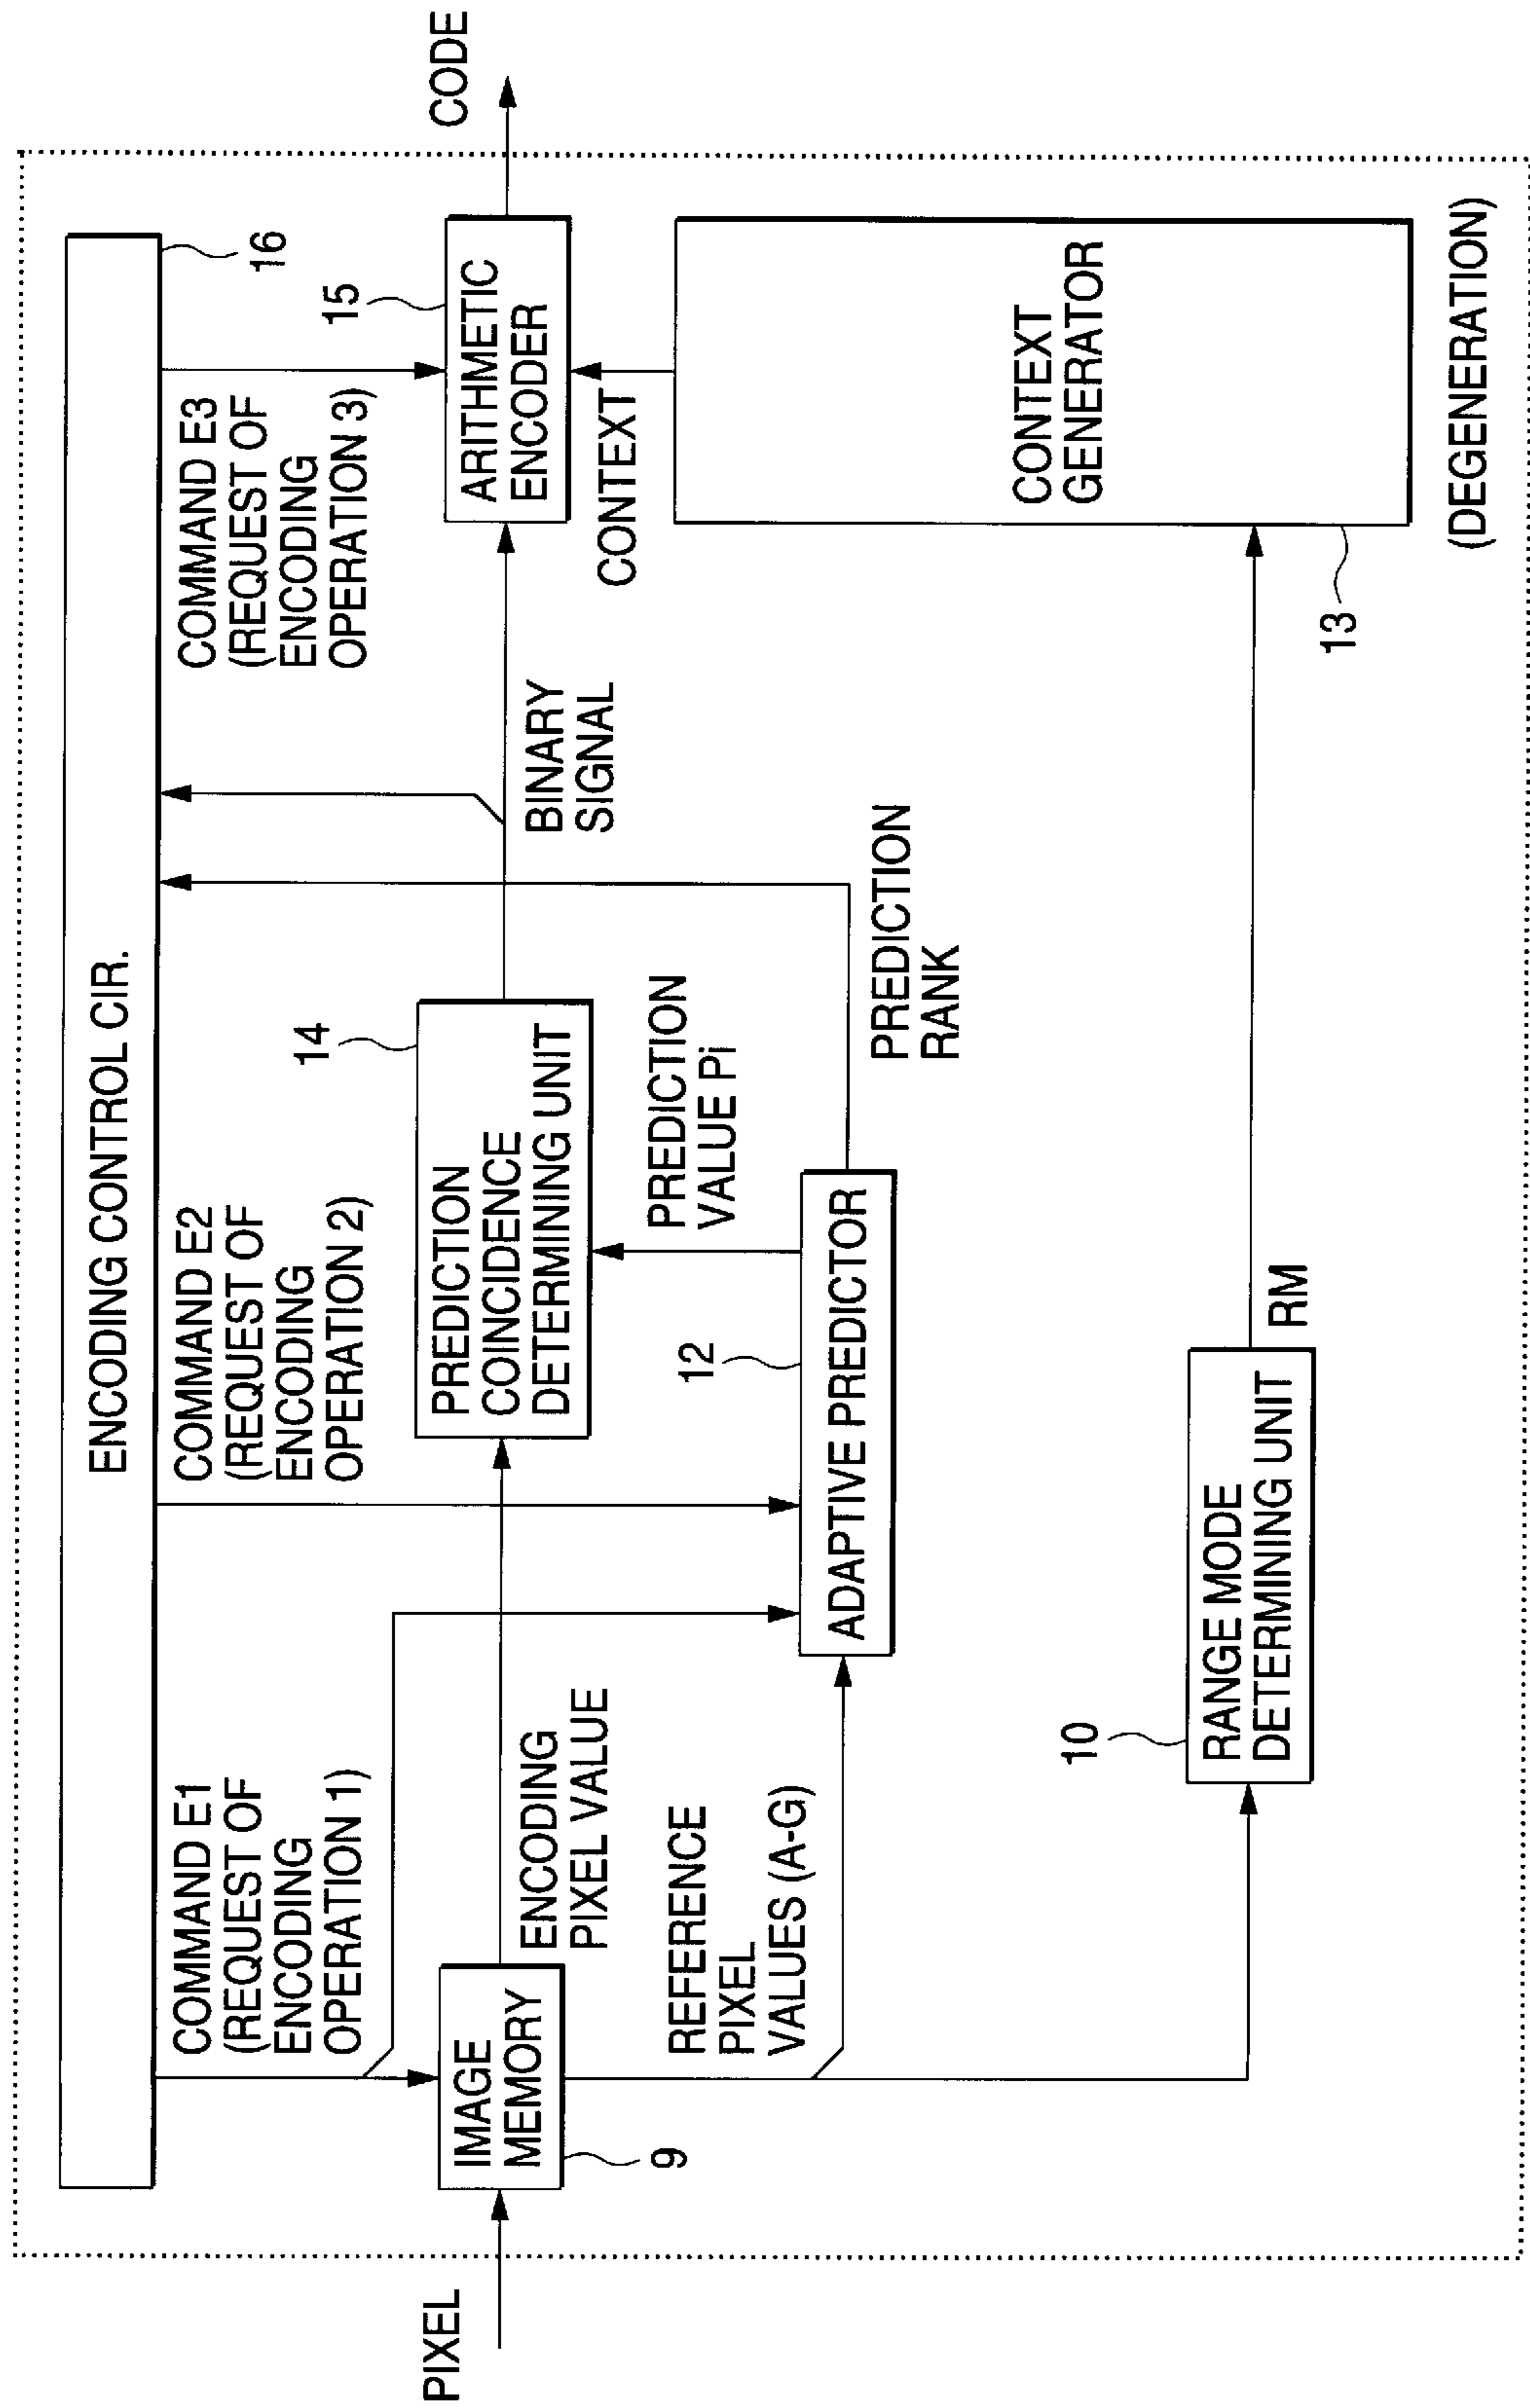 ENCODING CONTROL CIR.
16
COMMAND E1
(REQUEST OF
ENCODING
OPERATION 1)
COMMAND E2
(REQUEST OF
ENCODING
OPERATION 2)
COMMAND E3
(REQUEST OF
ENCODING
OPERATION 3)
PIXEL
IMAGE
MEMORY
9
ENCODING
PIXEL VALUE
14
PREDICTION
COINCIDENCE
DETERMINING UNIT
BINARY
SIGNAL
15
ARITHMETIC
ENCODER
CODE
REFERENCE
PIXEL
VALUES (A-G)
PREDICTION
VALUE Pi
12
ADAPTIVE PREDICTOR
PREDICTION
RANK
CONTEXT
10
RANGE MODE
DETERMINING UNIT
RM
CONTEXT
GENERATOR
13
(DEGENERATION)